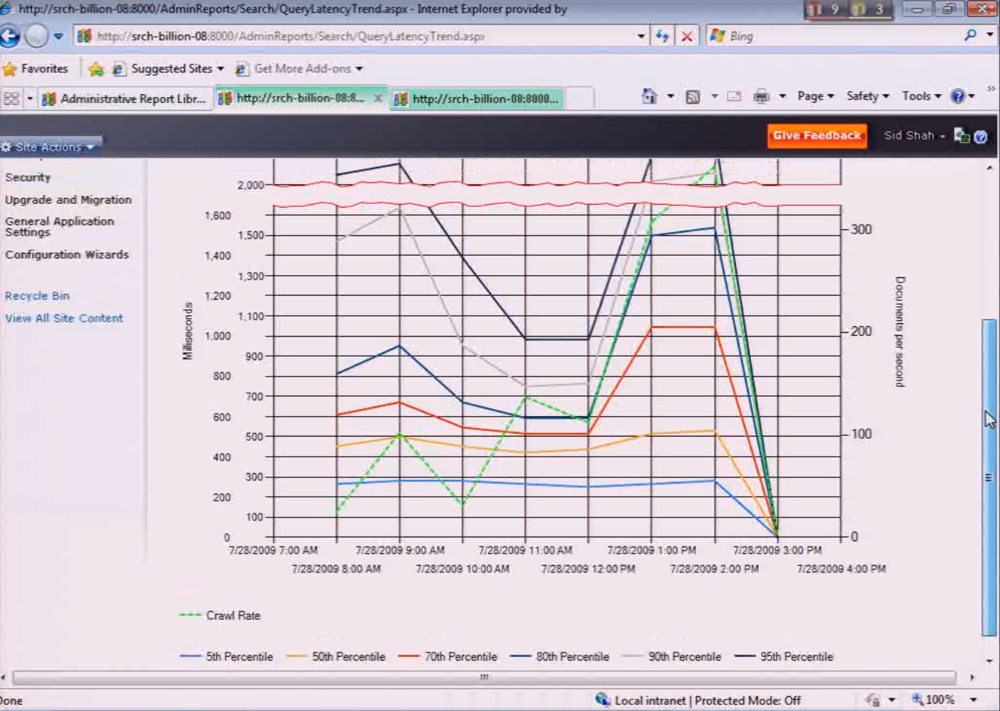 http://srch-billion-08:8000/AdminReports/Search/QueryLatencyTrend.aspx - Internet Explorer provided by
9 3
http://srch-billion-08:8000/AdminReports/Search/QueryLatencyTrend.aspx
Bing
Favorites Suggested Sites Get More Add-ons
Administrative Report Libr... http://srch-billion-08:8... http://srch-billion-08:8000...
Page Safety Tools
Site Actions
Give Feedback
Sid Shah
Security
Upgrade and Migration
General Application
Settings
Configuration Wizards
Recycle Bin
View All Site Content
2,000
1,600
1,500
1,400
1,300
1,200
1,100
1,000
900
800
700
600
500
400
300
200
100
0
Milliseconds
300
200
100
0
Documents per second
7/28/2009 7:00 AM 7/28/2009 9:00 AM 7/28/2009 11:00 AM 7/28/2009 1:00 PM 7/28/2009 3:00 PM
7/28/2009 8:00 AM 7/28/2009 10:00 AM 7/28/2009 12:00 PM 7/28/2009 2:00 PM 7/28/2009 4:00 PM
Crawl Rate
5th Percentile 50th Percentile 70th Percentile 80th Percentile 90th Percentile 95th Percentile
Done
Local intranet | Protected Mode: Off
100%